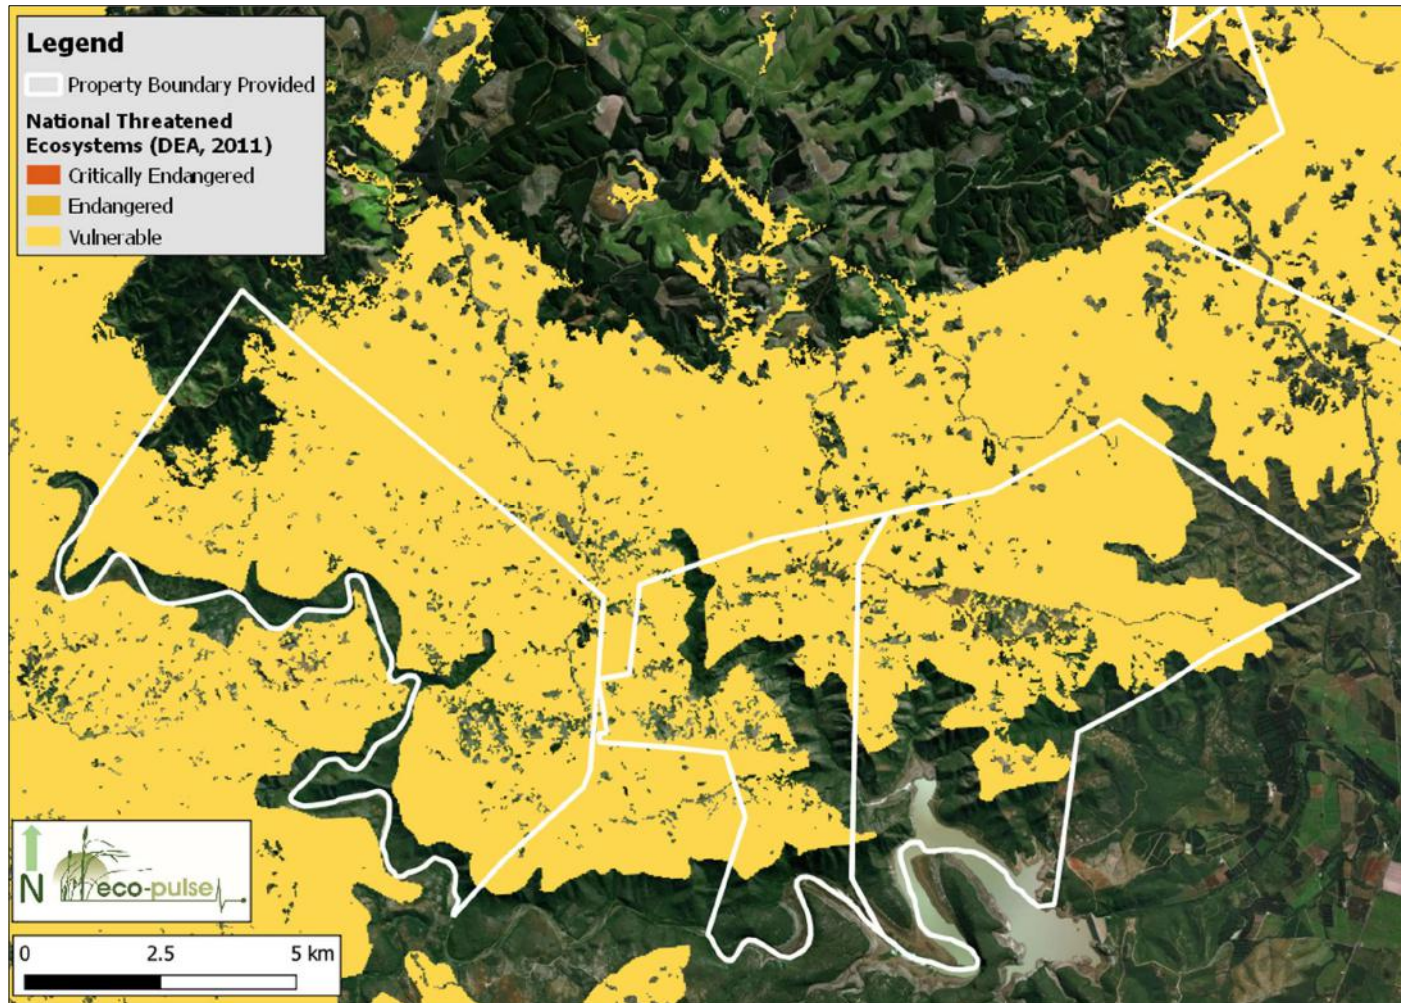 Legend
Property Boundary Provided
National Threatened
Ecosystems (DEA, 2011)
Critically Endangered
Endangered
Vulnerable
N
eco-pulse
0 2.5 5 km